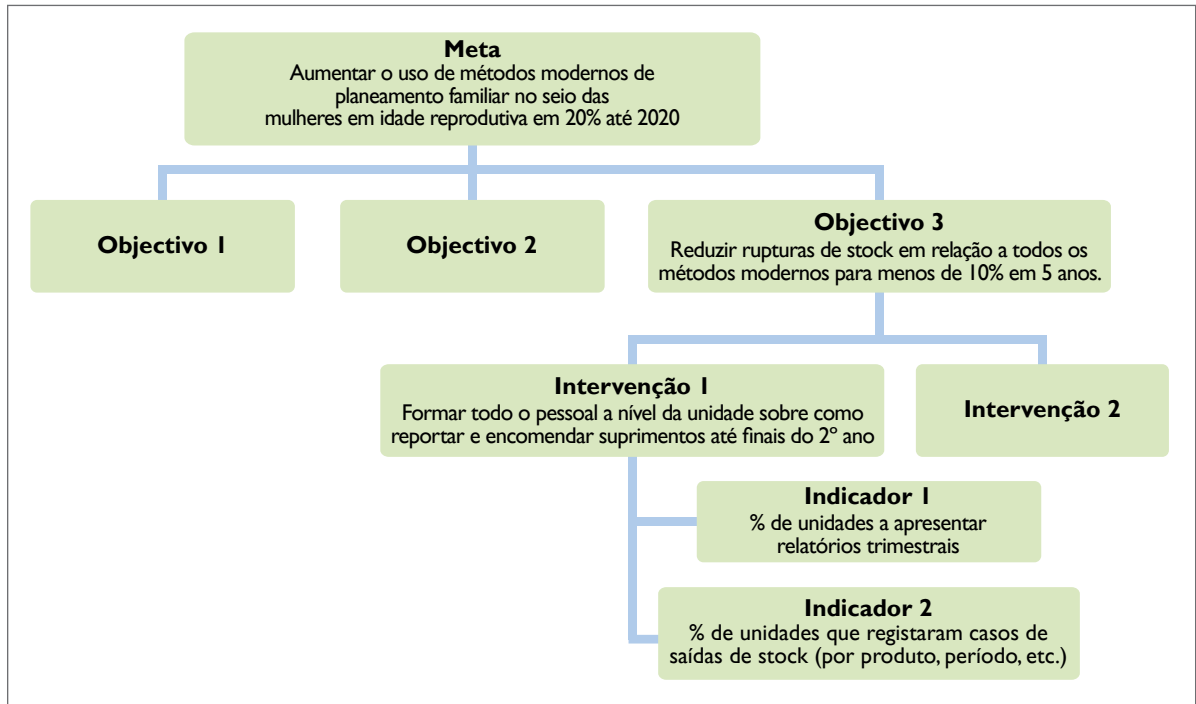 Meta
Aumentar o uso de métodos modernos de
planeamento familiar no seio das
mulheres em idade reprodutiva em 20% até 2020
Objectivo 1
Objectivo 2
Objectivo 3
Reduzir rupturas de stock em relação a todos os
métodos modernos para menos de 10% em 5 anos.
Intervenção 1
Formar todo o pessoal a nível da unidade sobre como
reportar e encomendar suprimentos até finais do 2º ano
Intervenção 2
Indicador 1
% de unidades a apresentar
relatórios trimestrais
Indicador 2
% de unidades que registaram casos de
saídas de stock (por produto, período, etc.)